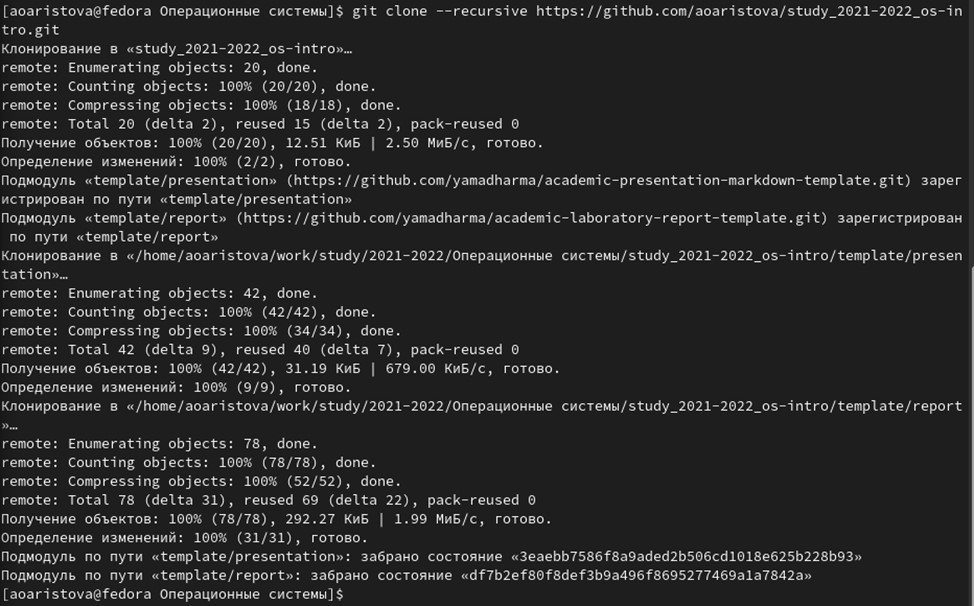 [aoaristova@fedora Операционные системы]$ git clone --recursive https://github.com/aoaristova/study_2021-2022_os-in
tro.git
Клонирование в «study_2021-2022_os-intro»…
remote: Enumerating objects: 20, done.
remote: Counting objects: 100% (20/20), done.
remote: Compressing objects: 100% (18/18), done.
remote: Total 20 (delta 2), reused 15 (delta 2), pack-reused 0
Получение объектов: 100% (20/20), 12.51 КиБ | 2.50 МиБ/с, готово.
Определение изменений: 100% (2/2), готово.
Подмодуль «template/presentation» (https://github.com/yamadharma/academic-presentation-markdown-template.git) зарег
истрирован по пути «template/presentation»
Подмодуль «template/report» (https://github.com/yamadharma/academic-laboratory-report-template.git) зарегистрирован
 по пути «template/report»
Клонирование в «/home/aoaristova/work/study/2021-2022/Операционные системы/study_2021-2022_os-intro/template/presen
tation»…
remote: Enumerating objects: 42, done.
remote: Counting objects: 100% (42/42), done.
remote: Compressing objects: 100% (34/34), done.
remote: Total 42 (delta 9), reused 40 (delta 7), pack-reused 0
Получение объектов: 100% (42/42), 31.19 КиБ | 679.00 КиБ/с, готово.
Определение изменений: 100% (9/9), готово.
Клонирование в «/home/aoaristova/work/study/2021-2022/Операционные системы/study_2021-2022_os-intro/template/report
»…
remote: Enumerating objects: 78, done.
remote: Counting objects: 100% (78/78), done.
remote: Compressing objects: 100% (52/52), done.
remote: Total 78 (delta 31), reused 69 (delta 22), pack-reused 0
Получение объектов: 100% (78/78), 292.27 КиБ | 1.99 МиБ/с, готово.
Определение изменений: 100% (31/31), готово.
Подмодуль по пути «template/presentation»: забрано состояние «3eaebb7586f8a9aded2b506cd1018e625b228b93»
Подмодуль по пути «template/report»: забрано состояние «df7b2ef80f8def3b9a496f8695277469a1a7842a»
[aoaristova@fedora Операционные системы]$